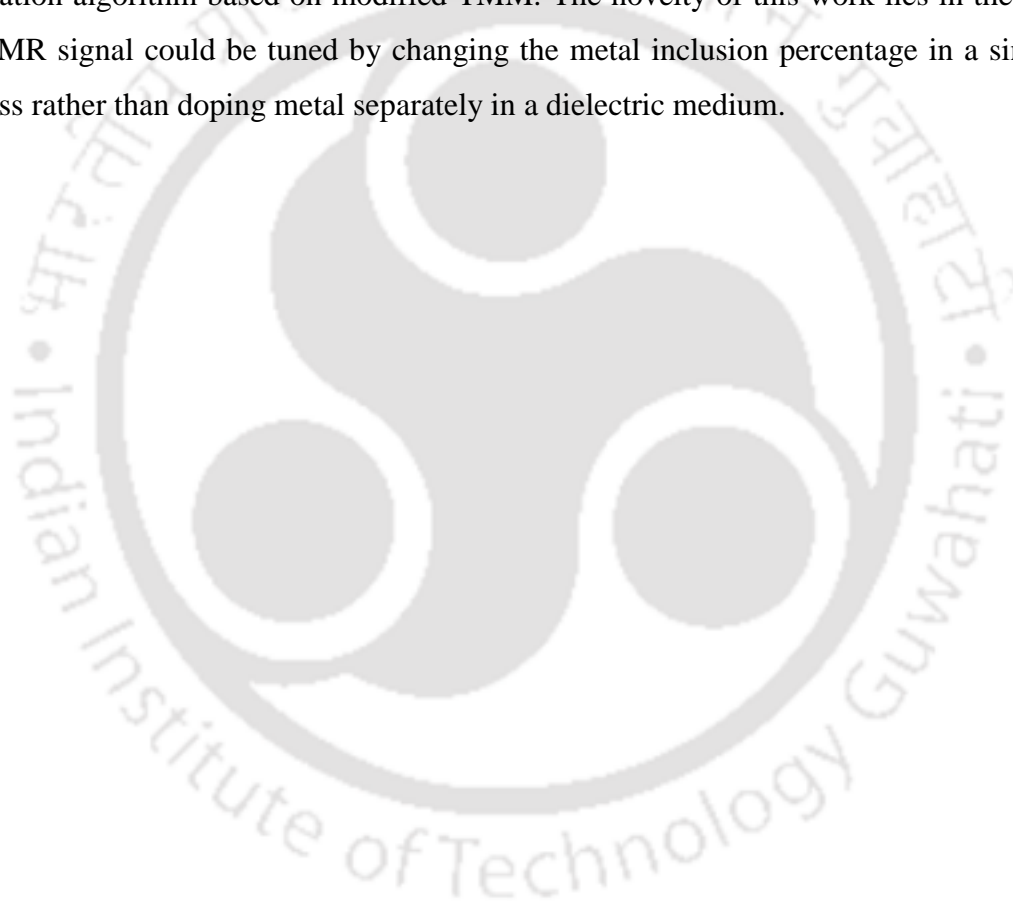 ation algorithm based on modified TMM. The novelty of this work lies in the
MR signal could be tuned by changing the metal inclusion percentage in a
ss rather than doping metal separately in a dielectric medium.
Indian Institute of Technology Guwahati